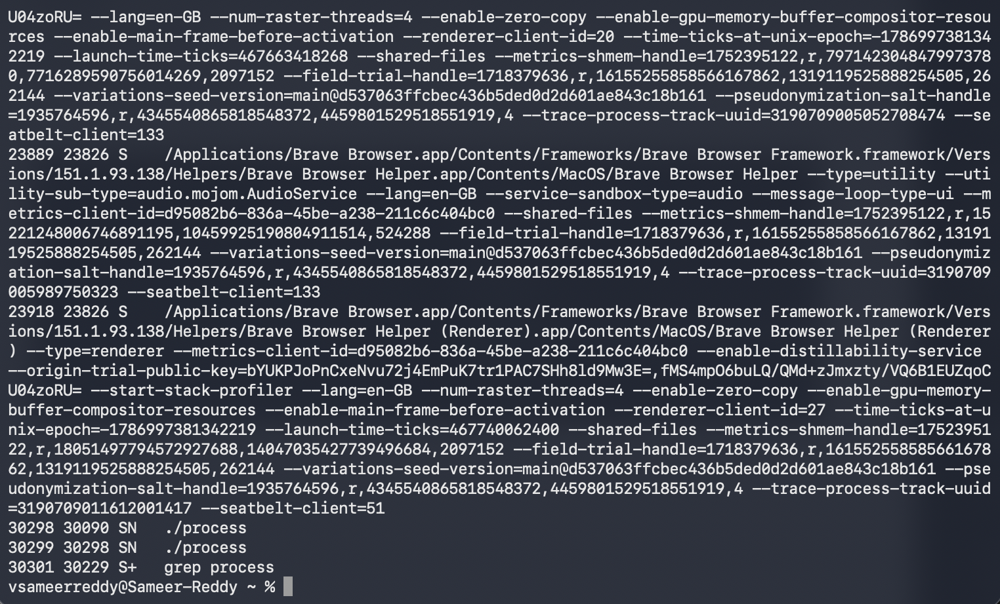 U04zoRU= --lang=en-GB --num-raster-threads=4 --enable-zero-copy --enable-gpu-memory-buffer-compositor-resou
rces --enable-main-frame-before-activation --renderer-client-id=20 --time-ticks-at-unix-epoch=-178699738134
2219 --launch-time-ticks=467663418268 --shared-files --metrics-shmem-handle=1752395122,r,797142304847997378
0,7716289590756014269,2097152 --field-trial-handle=1718379636,r,16155255858566167862,1319119525888254505,26
2144 --variations-seed-version=main@d537063ffcbec436b5ded0d2d601ae843c18b161 --pseudonymization-salt-handle
=1935764596,r,4345540865818548372,4459801529518551919,4 --trace-process-track-uuid=3190709005052708474 --se
atbelt-client=133
23889 23826 S    /Applications/Brave Browser.app/Contents/Frameworks/Brave Browser Framework.framework/Vers
ions/151.1.93.138/Helpers/Brave Browser Helper.app/Contents/MacOS/Brave Browser Helper --type=utility --uti
lity-sub-type=audio.mojom.AudioService --lang=en-GB --service-sandbox-type=audio --message-loop-type-ui --m
etrics-client-id=d95082b6-836a-45be-a238-211c6c404bc0 --shared-files --metrics-shmem-handle=1752395122,r,15
221248006746891195,10459925190804911514,524288 --field-trial-handle=1718379636,r,16155255858566167862,13191
19525888254505,262144 --variations-seed-version=main@d537063ffcbec436b5ded0d2d601ae843c18b161 --pseudonymiz
ation-salt-handle=1935764596,r,4345540865818548372,4459801529518551919,4 --trace-process-track-uuid=3190709
005989750323 --seatbelt-client=133
23918 23826 S    /Applications/Brave Browser.app/Contents/Frameworks/Brave Browser Framework.framework/Vers
ions/151.1.93.138/Helpers/Brave Browser Helper (Renderer).app/Contents/MacOS/Brave Browser Helper (Renderer
) --type=renderer --metrics-client-id=d95082b6-836a-45be-a238-211c6c404bc0 --enable-distillability-service
--origin-trial-public-key=bYUKPJoPnCxeNvu72j4EmPuK7tr1PAC7SHh8ld9Mw3E=,fMS4mpO6buLQ/QMd+zJmxzty/VQ6B1EUZqoC
U04zoRU= --start-stack-profiler --lang=en-GB --num-raster-threads=4 --enable-zero-copy --enable-gpu-memory-
buffer-compositor-resources --enable-main-frame-before-activation --renderer-client-id=27 --time-ticks-at-u
nix-epoch=-1786997381342219 --launch-time-ticks=467740062400 --shared-files --metrics-shmem-handle=17523951
22,r,18051497794572927688,14047035427739496684,2097152 --field-trial-handle=1718379636,r,161552558585661678
62,1319119525888254505,262144 --variations-seed-version=main@d537063ffcbec436b5ded0d2d601ae843c18b161 --pse
udonymization-salt-handle=1935764596,r,4345540865818548372,4459801529518551919,4 --trace-process-track-uuid
=3190709011612001417 --seatbelt-client=51
30298 30090 SN   ./process
30299 30298 SN   ./process
30301 30229 S+   grep process
vsameerreddy@Sameer-Reddy ~ %